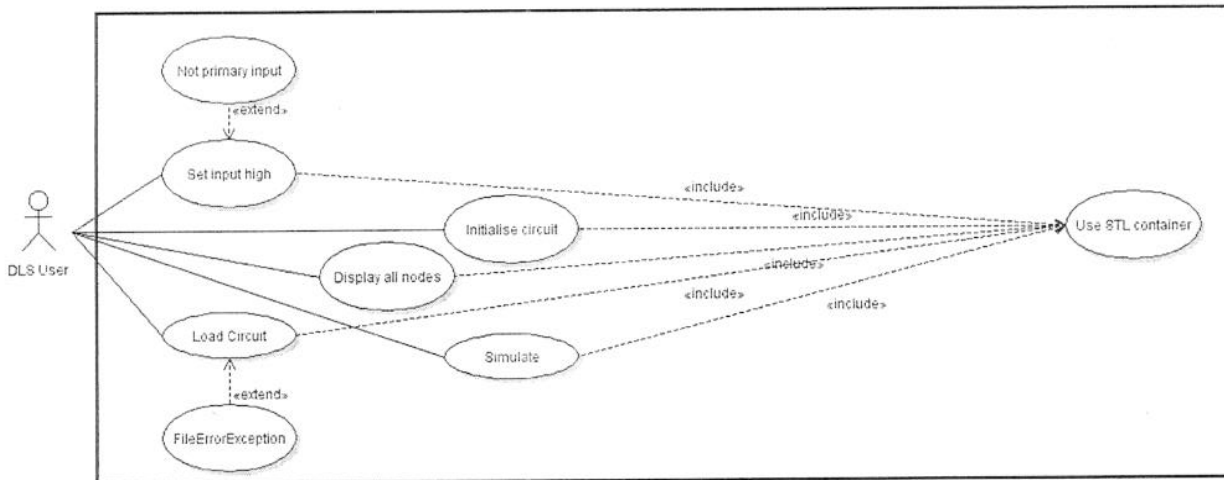 Not primary input
«extend»
Set input high
«include»
«include»
Initialise circuit
Use STL container
DLS User
Display all nodes
«include»
«include»
«include»
Load Circuit
Simulate
«extend»
FileErrorException